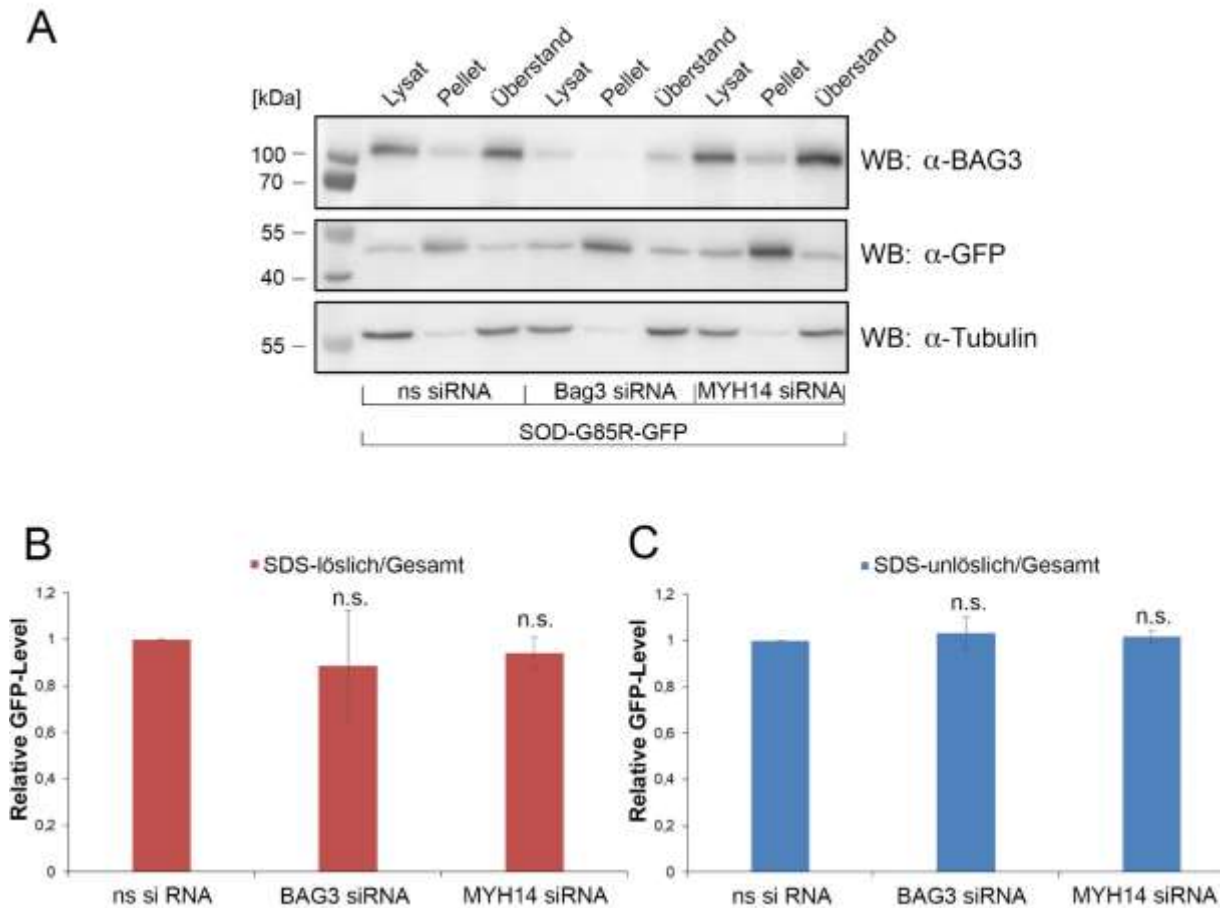 A
[kDa] Lysat Pellet Überstand Lysat Pellet Überstand Lysat Pellet Überstand
100 –
70 –
WB: α-BAG3
55 –
40 –
WB: α-GFP
55 –
WB: α-Tubulin
ns siRNA Bag3 siRNA MYH14 siRNA
SOD-G85R-GFP
B
SDS-löslich/Gesamt
Relative GFP-Level
1,2
1
0,8
0,6
0,4
0,2
0
n.s.
n.s.
ns si RNA BAG3 siRNA MYH14 siRNA
C
SDS-unlöslich/Gesamt
Relative GFP-Level
1,2
1
0,8
0,6
0,4
0,2
0
n.s.
n.s.
ns si RNA BAG3 siRNA MYH14 siRNA